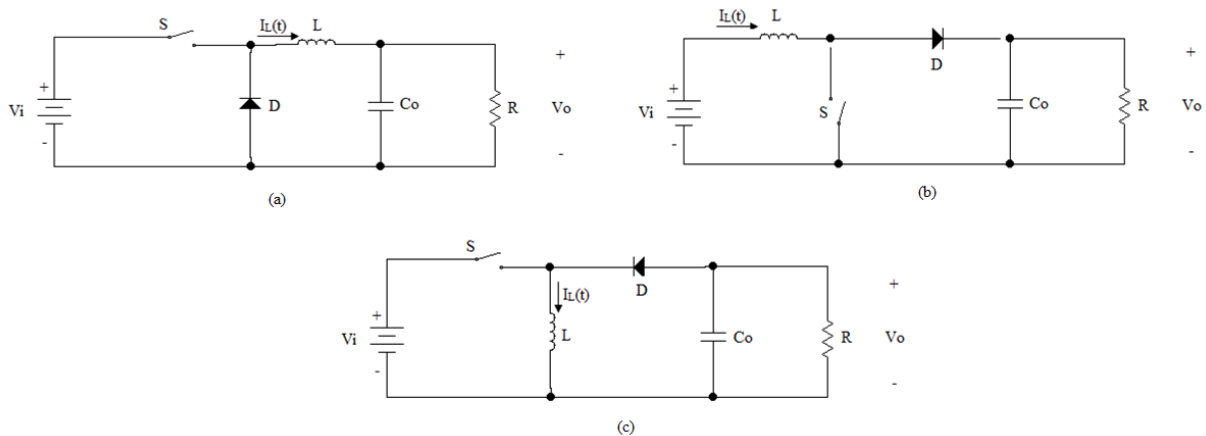 S
IL(t)
L
+
Vi
-
D
Co
R
+
Vo
-
(a)
IL(t)
L
+
Vi
-
S
D
Co
R
+
Vo
-
(b)
S
+
Vi
-
IL(t)
L
D
Co
R
+
Vo
-
(c)